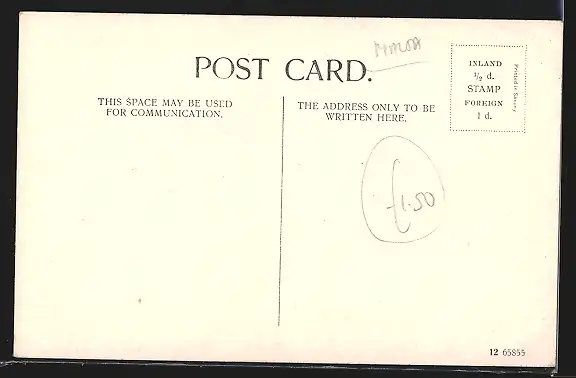 POST CARD.
THIS SPACE MAY BE USED
FOR COMMUNICATION.
THE ADDRESS ONLY TO BE
WRITTEN HERE.
INLAND
½ d.
STAMP
FOREIGN
1 d.
Printed in Saxony
£1.50
12 65855